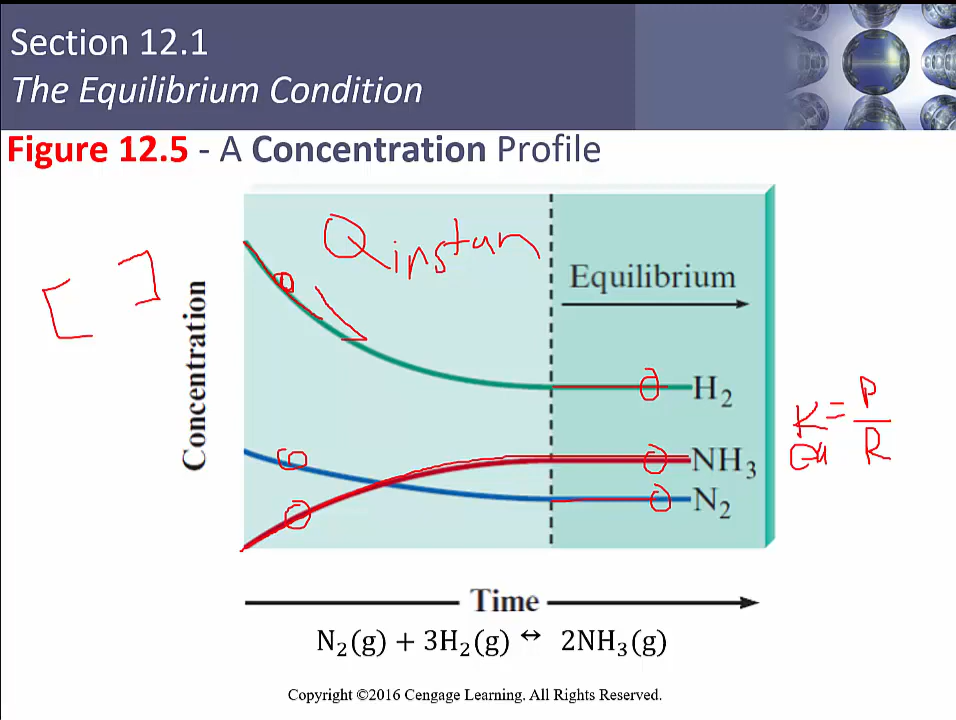 Section 12.1
The Equilibrium Condition
Figure 12.5 - A Concentration Profile
Q instan
[ ]
Equilibrium
Concentration
H₂
K = P
R
NH₃
N₂
Time
N₂(g) + 3H₂(g) ↔ 2NH₃(g)
Copyright ©2016 Cengage Learning. All Rights Reserved.